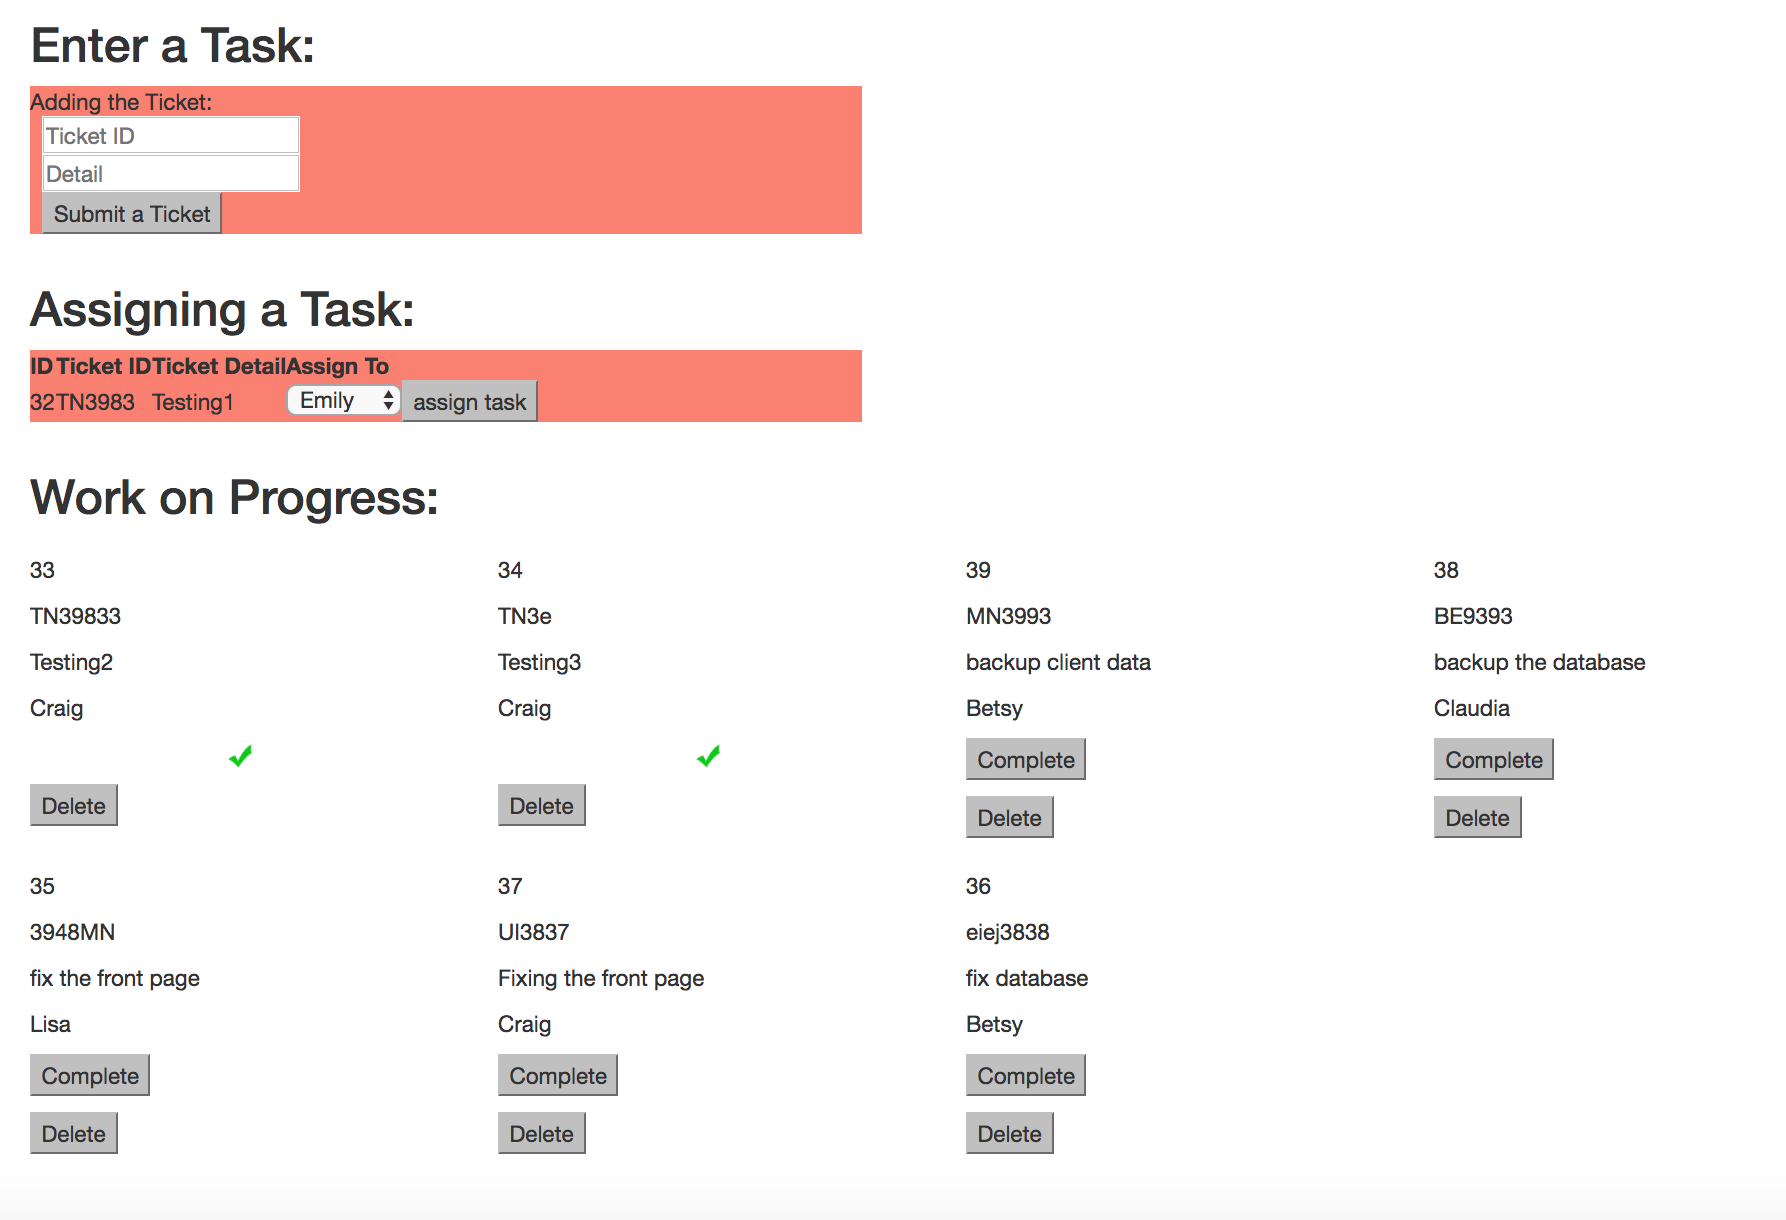 Enter a Task:
Adding the Ticket:
Ticket ID
Detail
Submit a Ticket
Assigning a Task:
ID Ticket ID Ticket Detail Assign To
32 TN3983 Testing1 Emily assign task
Work on Progress:
33
TN39833
Testing2
Craig
Delete
34
TN3e
Testing3
Craig
Delete
39
MN3993
backup client data
Betsy
Complete
Delete
38
BE9393
backup the database
Claudia
Complete
Delete
35
3948MN
fix the front page
Lisa
Complete
Delete
37
UI3837
Fixing the front page
Craig
Complete
Delete
36
eiej3838
fix database
Betsy
Complete
Delete